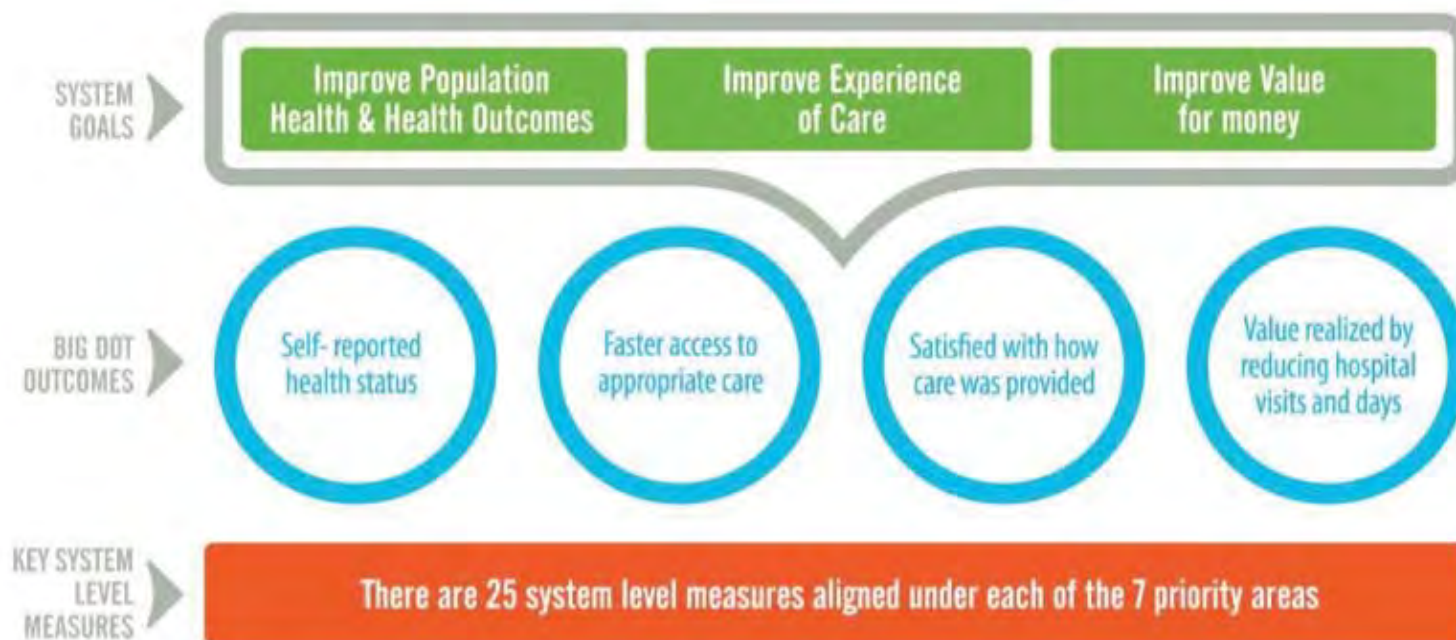 SYSTEM
GOALS
Improve Population
Health & Health Outcomes
Improve Experience
of Care
Improve Value
for money
BIG DOT
OUTCOMES
Self- reported
health status
Faster access to
appropriate care
Satisfied with how
care was provided
Value realized by
reducing hospital
visits and days
KEY SYSTEM
LEVEL
MEASURES
There are 25 system level measures aligned under each of the 7 priority areas